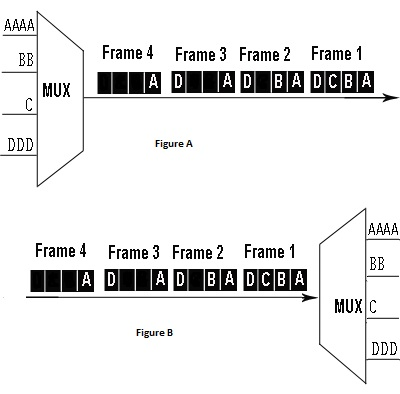 AAAA
BB
MUX
C
DDD
Frame 4 Frame 3 Frame 2 Frame 1
A D A D B A D C B A
Figure A
AAAA
BB
MUX C
DDD
Frame 4 Frame 3 Frame 2 Frame 1
A D A D B A D C B A
Figure B